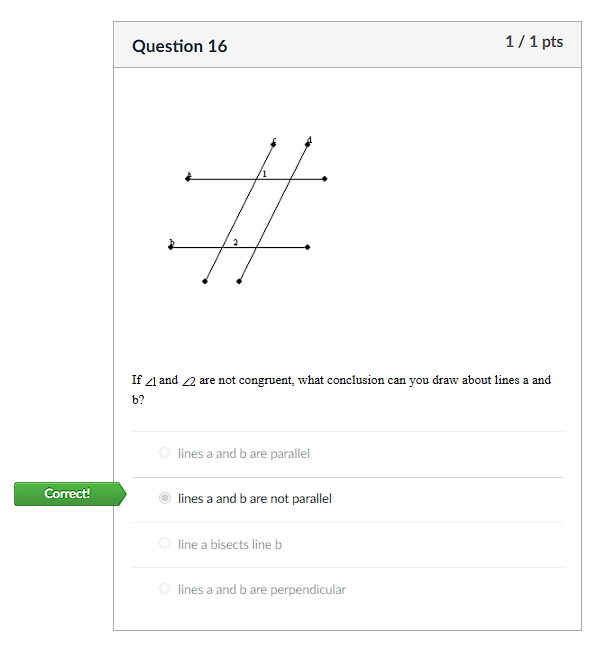 Question 16
1 / 1 pts
c
d
1
a
b
2
If ∠1 and ∠2 are not congruent, what conclusion can you draw about lines a and
b?
lines a and b are parallel
Correct!
lines a and b are not parallel
line a bisects line b
lines a and b are perpendicular